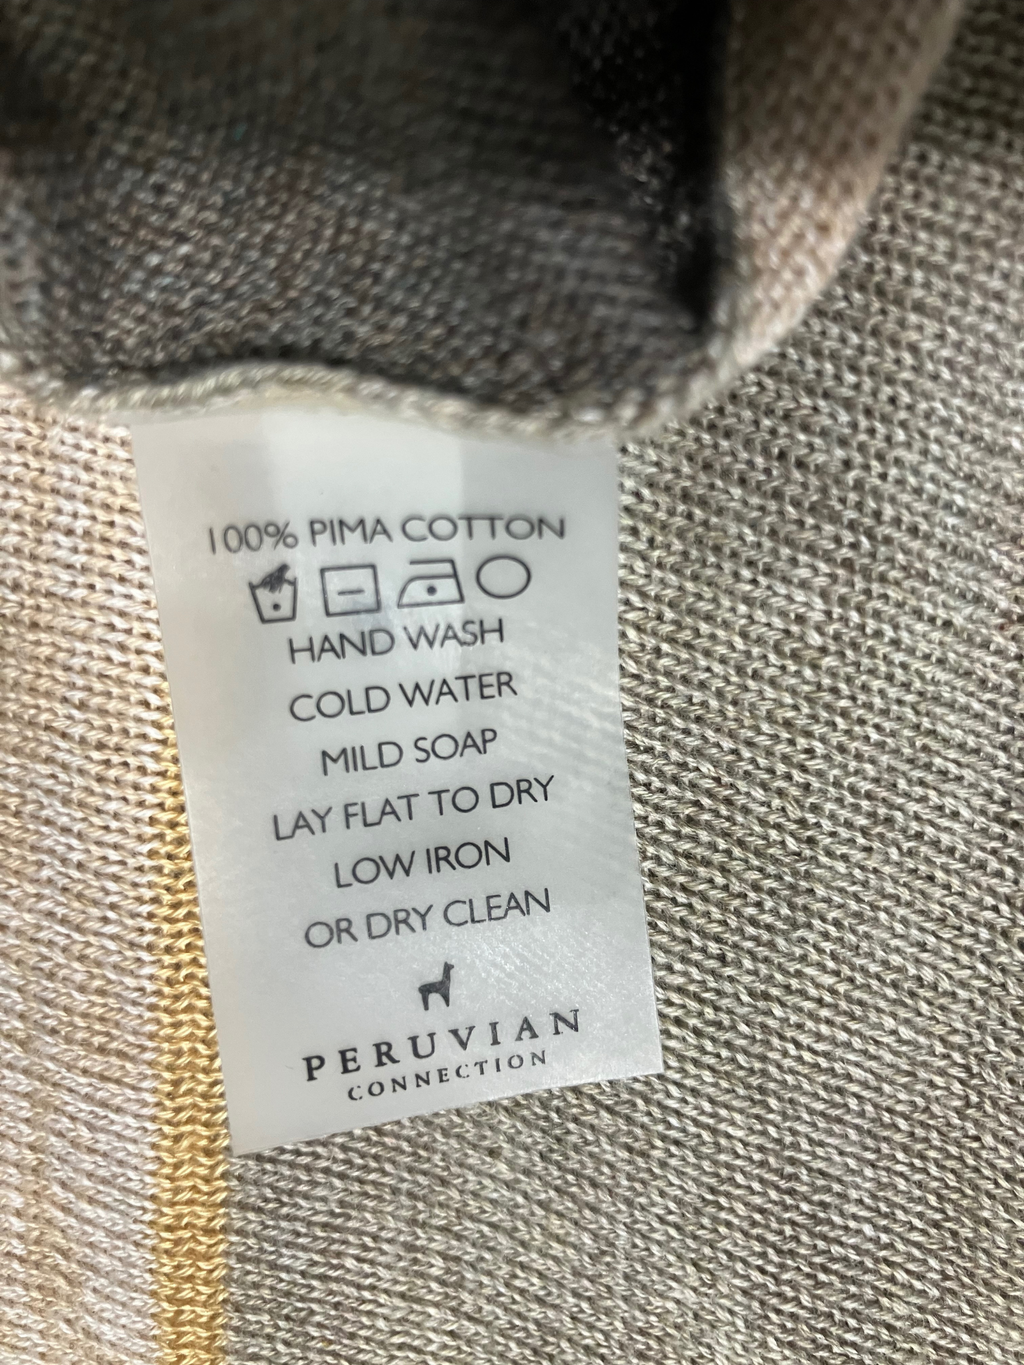 100% PIMA COTTON
HAND WASH
COLD WATER
MILD SOAP
LAY FLAT TO DRY
LOW IRON
OR DRY CLEAN
PERUVIAN
CONNECTION